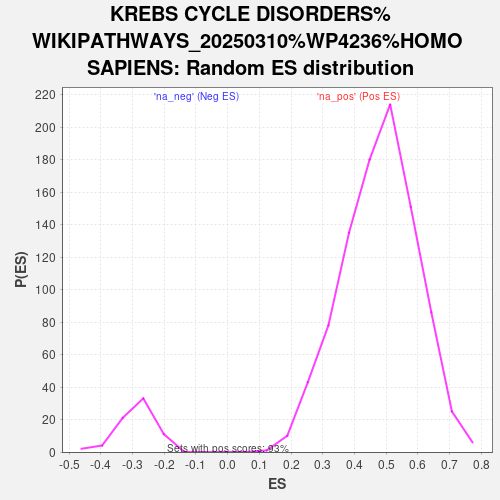 KREBS CYCLE DISORDERS%
WIKIPATHWAYS_20250310%WP4236%HOMO
SAPIENS: Random ES distribution
'na_neg' (Neg ES)
'na_pos' (Pos ES)
220
200
180
160
140
120
100
80
60
40
20
0
P(ES)
Sets with pos scores: 93%
-0.5 -0.4 -0.3 -0.2 -0.1 0.0 0.1 0.2 0.3 0.4 0.5 0.6 0.7 0.8
ES